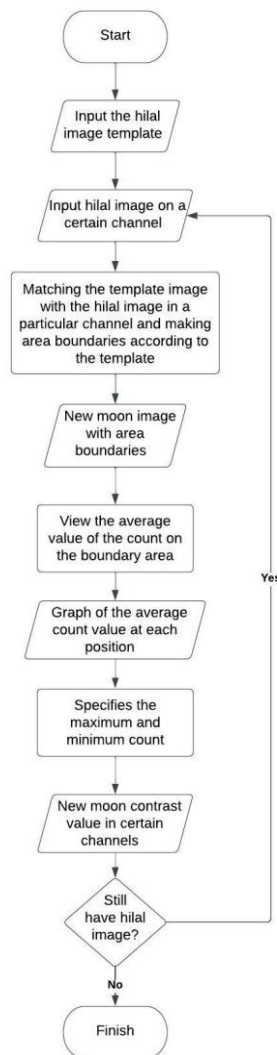 Start
Input the hilal
image template
Input hilal image on a
certain channel
Matching the template image
with the hilal image in a
particular channel and making
area boundaries according to
the template
New moon image
with area
boundaries
View the average
value of the count on
the boundary area
Yes
Graph of the average
count value at each
position
Specifies the
maximum and
minimum count
New moon contrast
value in certain
channels
Still
have hilal
image?
No
Finish